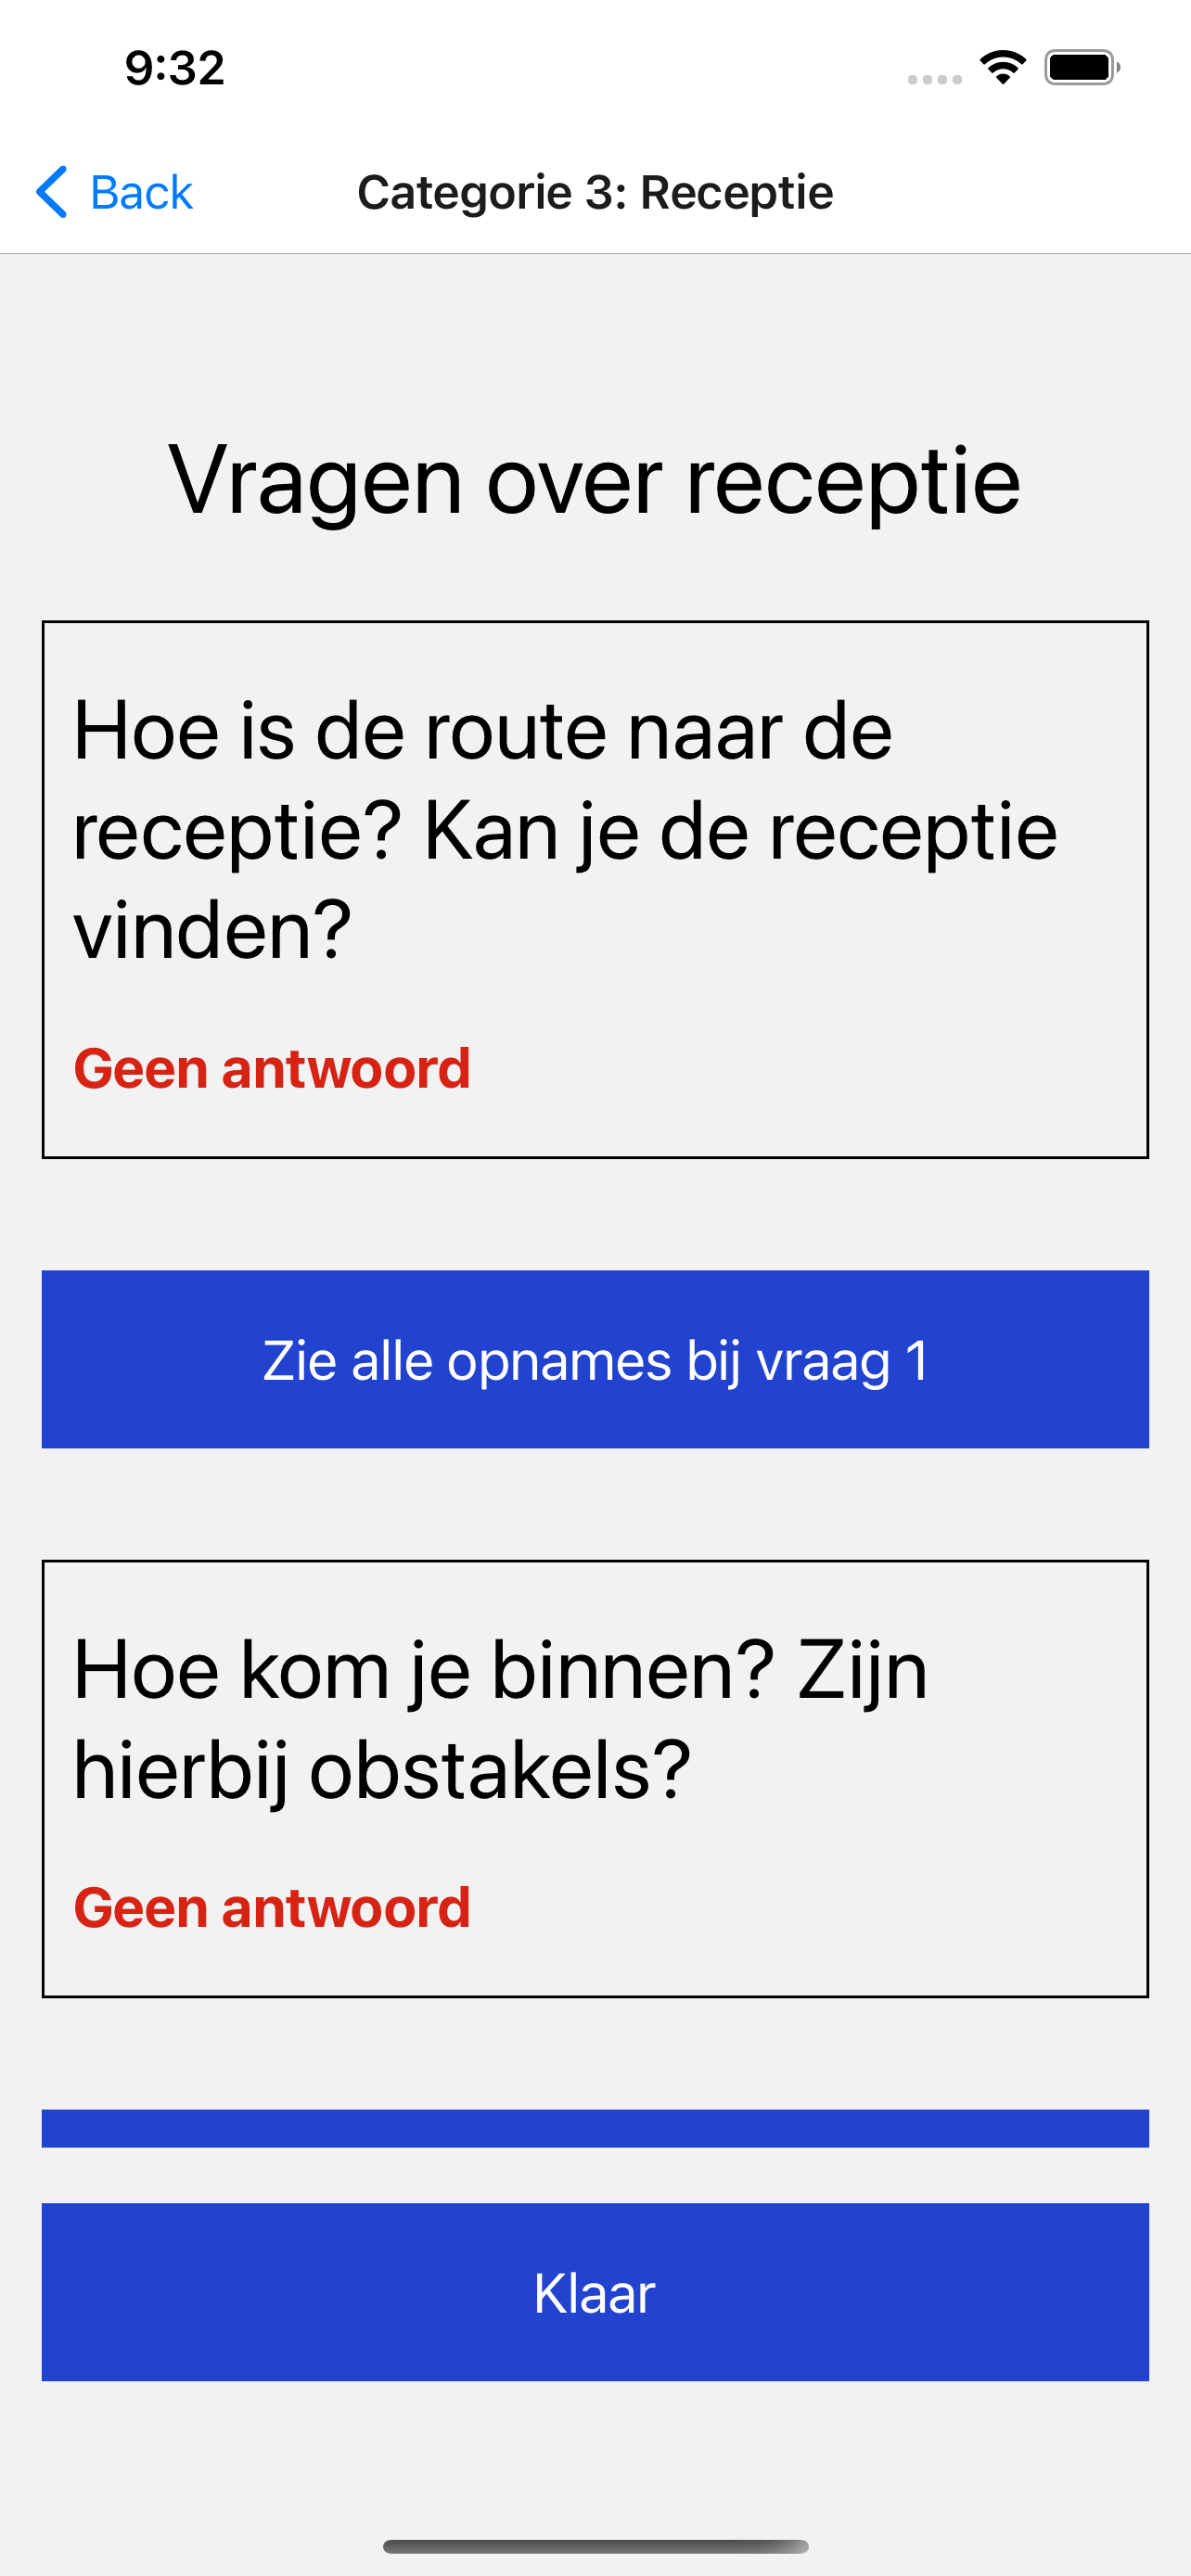 9:32
Back
Categorie 3: Receptie
Vragen over receptie
Hoe is de route naar de
receptie? Kan je de receptie
vinden?
Geen antwoord
Zie alle opnames bij vraag 1
Hoe kom je binnen? Zijn
hierbij obstakels?
Geen antwoord
Klaar